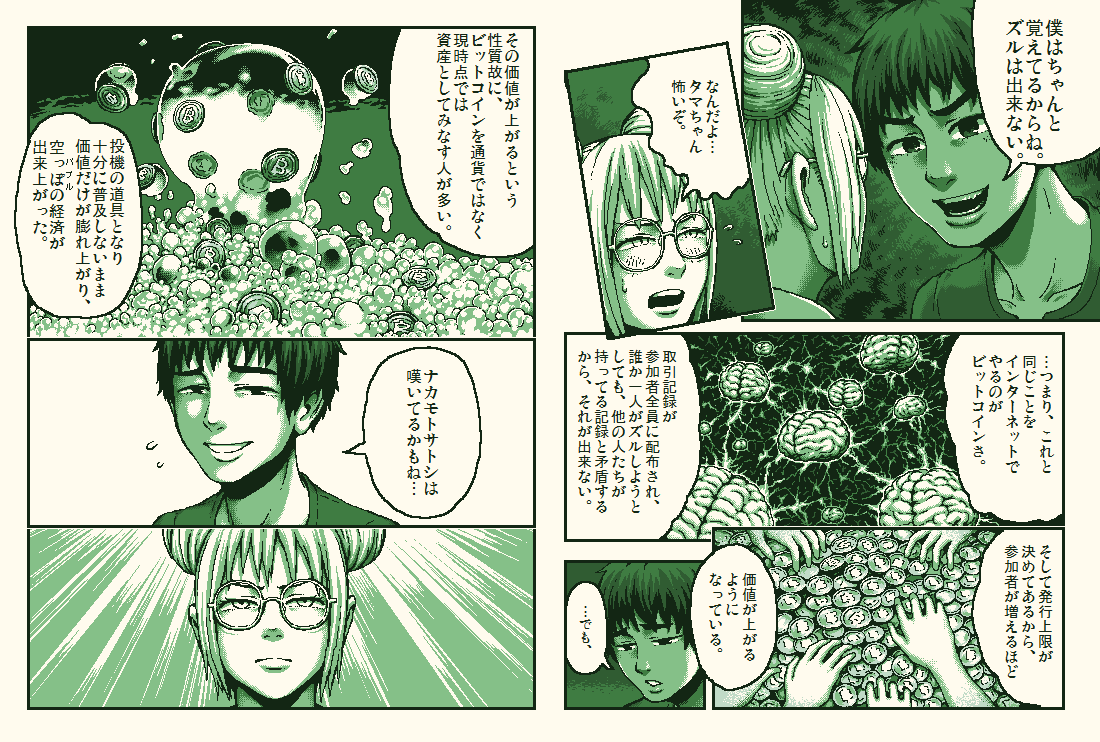 僕はちゃんと
覚えてるからね。
ズルは出来ない。
なんだよ…
タマちゃん
怖いぞ。
…つまり、これと
同じことを
インターネットで
やるのが
ビットコインさ。
取引記録が
参加者全員に配布され、
誰か一人がズルしようと
しても、他の人たちが
持ってる記録と矛盾する
から、それが出来ない。
そして発行上限が
決めてあるから、
参加者が増えるほど
価値が上がる
ように
なっている。
…でも、
その価値が上がるという
性質故に、
ビットコインを通貨ではなく
現時点では
資産としてみなす人が多い。
投機の道具となり
十分に普及しないまま
価値だけが膨れ上がり、
空っぽの経済が
バブル
出来上がった。
ナカモトサトシは
嘆いてるかもね…